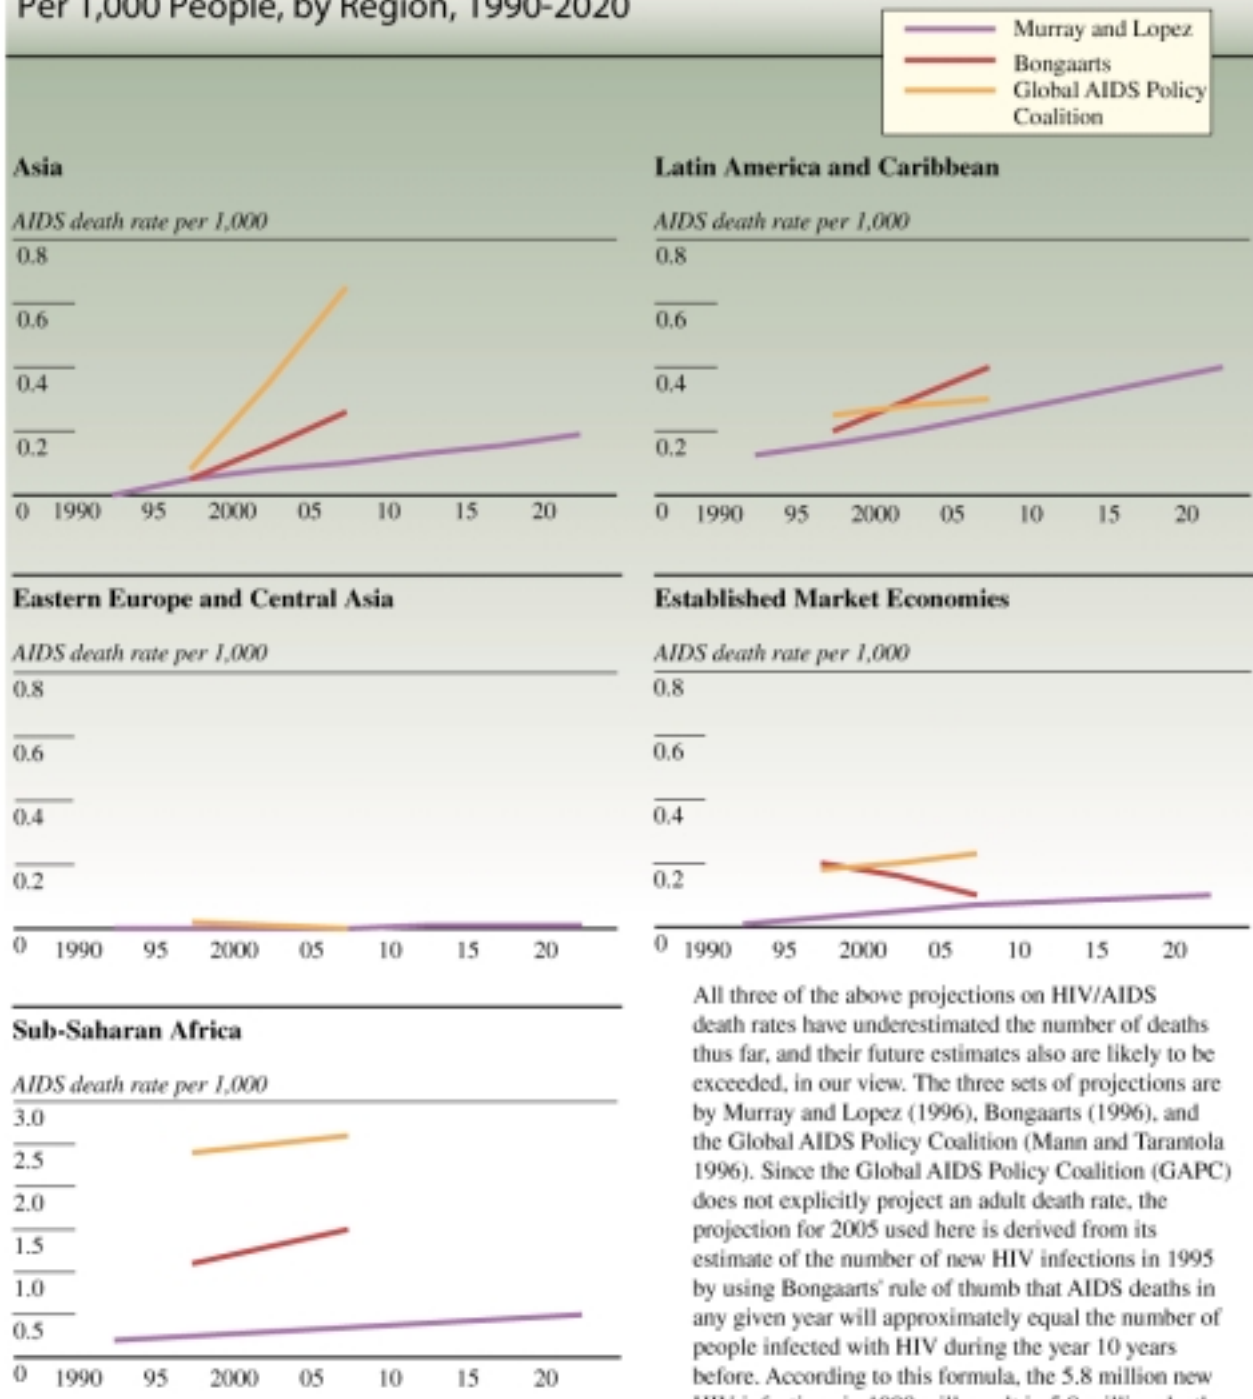 Per 1,000 People, by Region, 1990-2020
Murray and Lopez
Bongaarts
Global AIDS Policy
Coalition
Asia
AIDS death rate per 1,000
0.8
0.6
0.4
0.2
0 1990 95 2000 05 10 15 20
Latin America and Caribbean
AIDS death rate per 1,000
0.8
0.6
0.4
0.2
0 1990 95 2000 05 10 15 20
Eastern Europe and Central Asia
AIDS death rate per 1,000
0.8
0.6
0.4
0.2
0 1990 95 2000 05 10 15 20
Established Market Economies
AIDS death rate per 1,000
0.8
0.6
0.4
0.2
0 1990 95 2000 05 10 15 20
Sub-Saharan Africa
AIDS death rate per 1,000
3.0
2.5
2.0
1.5
1.0
0.5
0 1990 95 2000 05 10 15 20
All three of the above projections on HIV/AIDS
death rates have underestimated the number of deaths
thus far, and their future estimates also are likely to be
exceeded, in our view. The three sets of projections are
by Murray and Lopez (1996), Bongaarts (1996), and
the Global AIDS Policy Coalition (Mann and Tarantola
1996). Since the Global AIDS Policy Coalition (GAPC)
does not explicitly project an adult death rate, the
projection for 2005 used here is derived from its
estimate of the number of new HIV infections in 1995
by using Bongaarts' rule of thumb that AIDS deaths in
any given year will approximately equal the number of
people infected with HIV during the year 10 years
before. According to this formula, the 5.8 million new